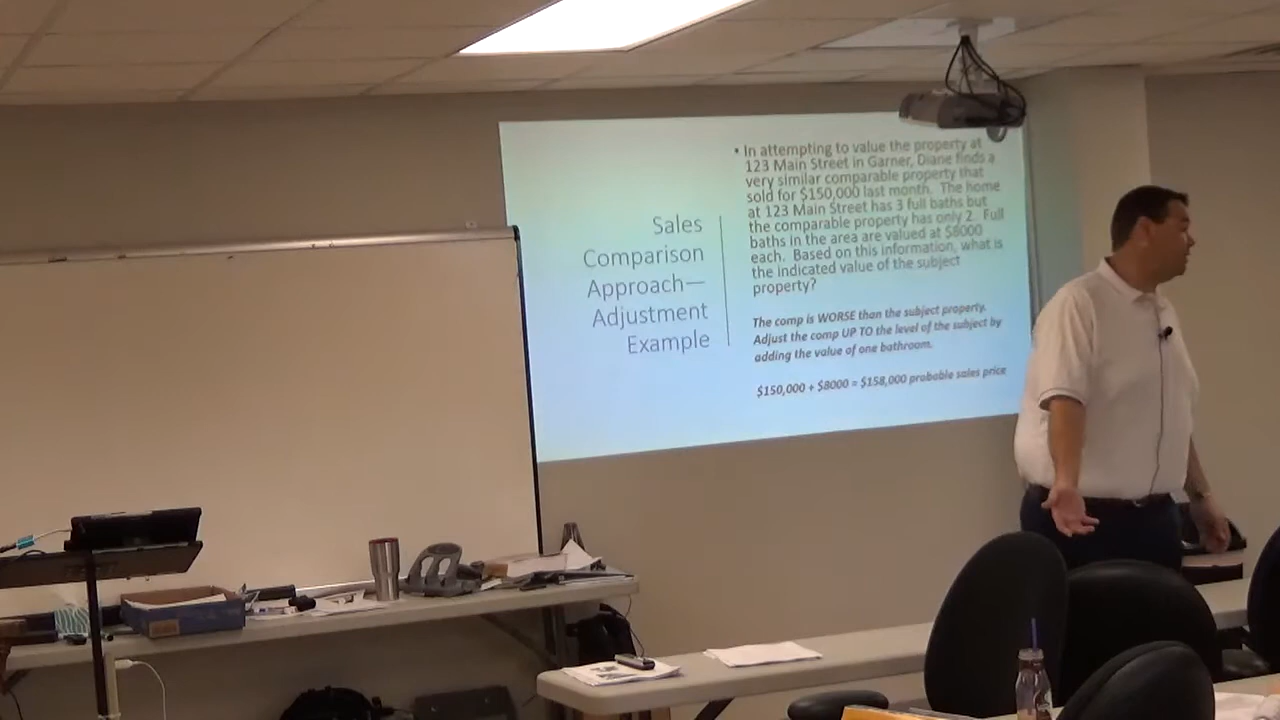 Sales
Comparison
Approach—
Adjustment
Example
• In attempting to value the property at
123 Main Street in Garner, Diane finds a
very similar comparable property that
sold for $150,000 last month. The home
at 123 Main Street has 3 full baths but
the comparable property has only 2. Full
baths in the area are valued at $8000
each. Based on this information, what is
the indicated value of the subject
property?
The comp is WORSE than the subject property.
Adjust the comp UP TO the level of the subject by
adding the value of one bathroom.
$150,000 + $8000 = $158,000 probable sales price